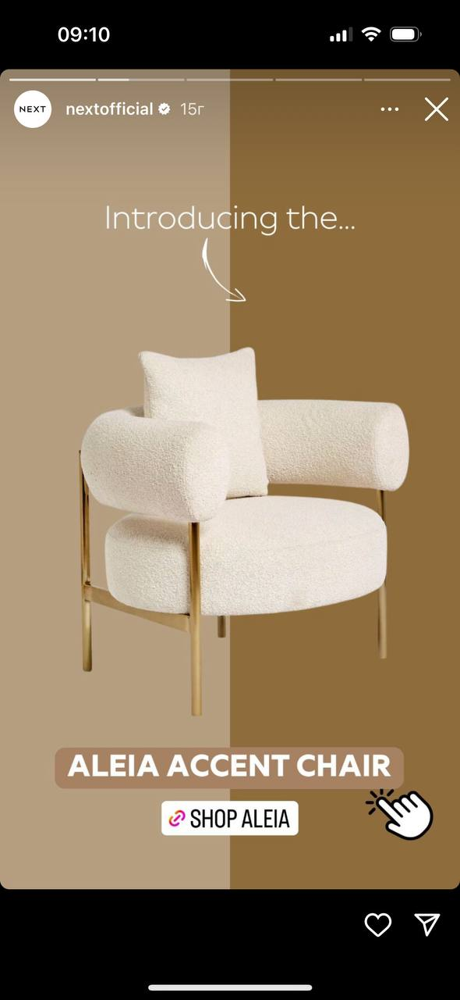 09:10
NEXT
nextofficial 15г
Introducing the...
ALEIA ACCENT CHAIR
SHOP ALEIA